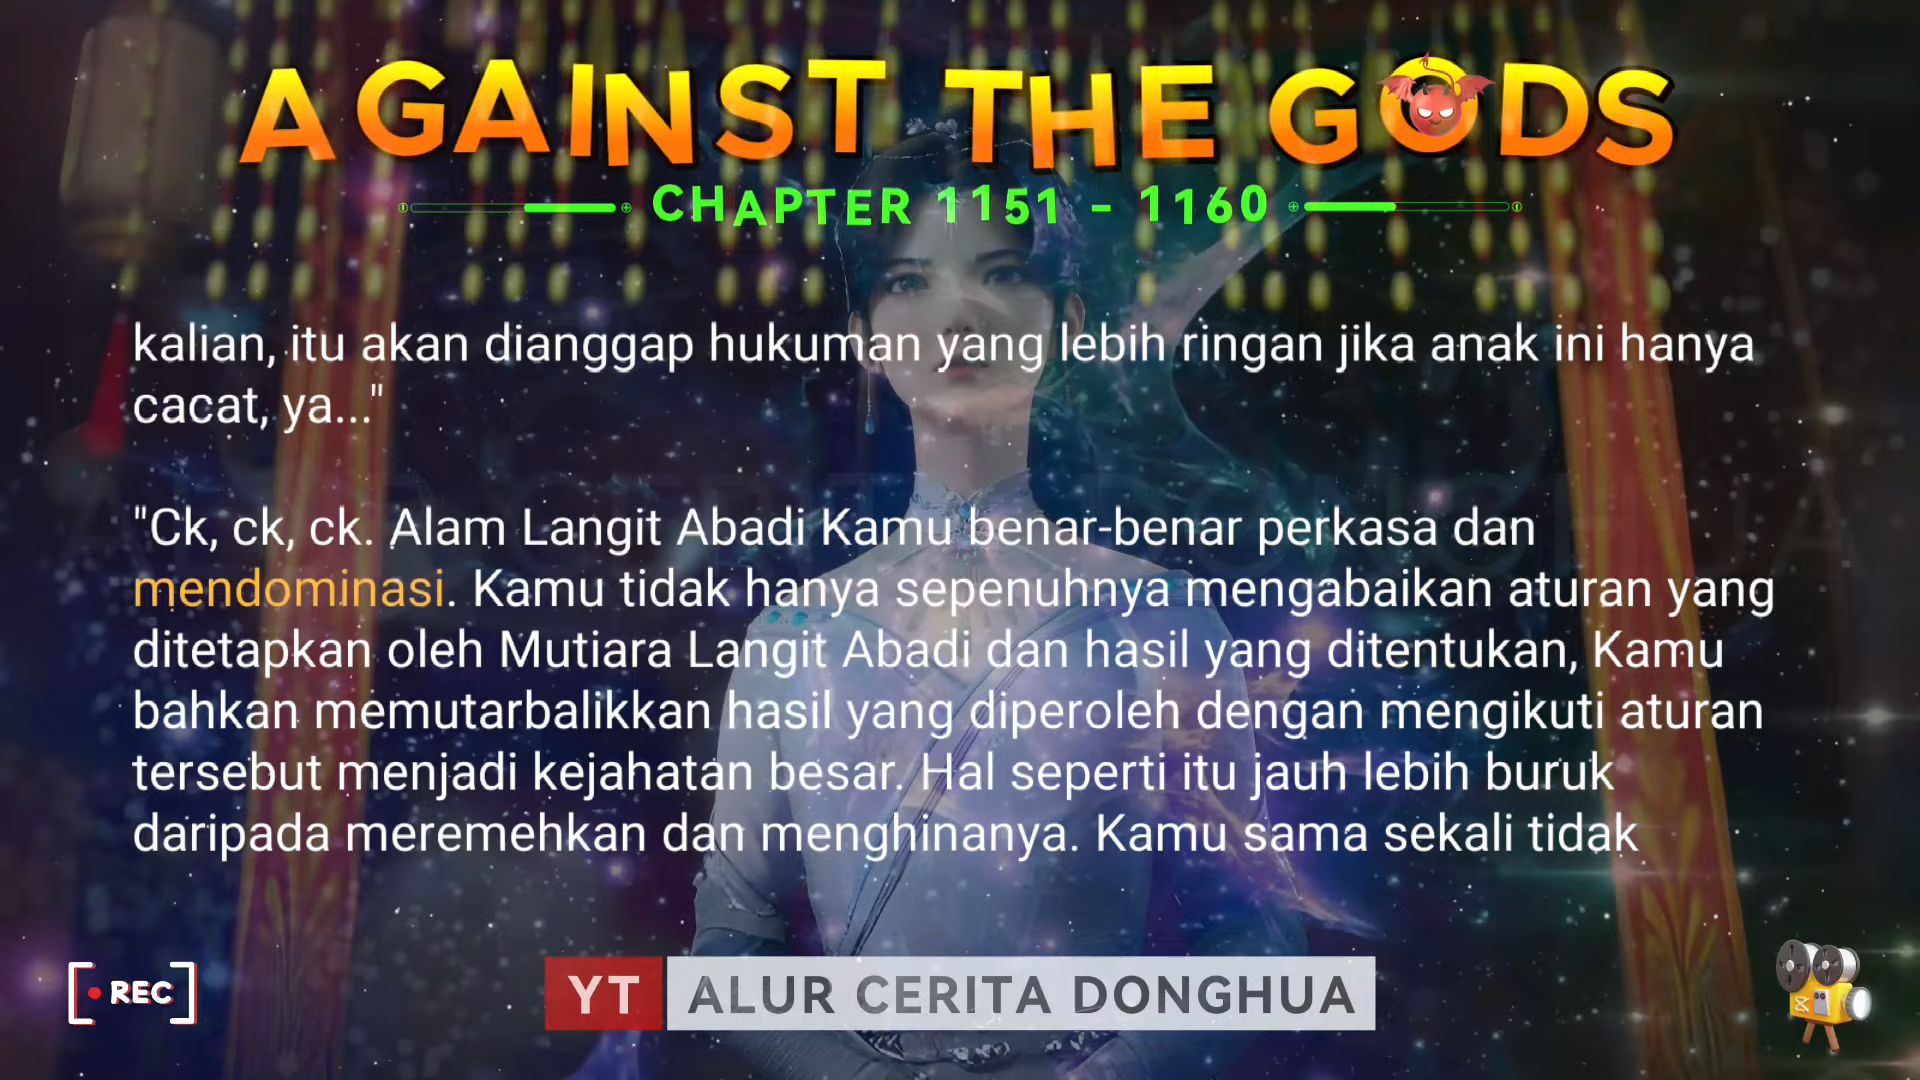 AGAINST THE GODS
CHAPTER 1151 - 1160
kalian, itu akan dianggap hukuman yang lebih ringan jika anak ini hanya
cacat, ya..."
"Ck, ck, ck. Alam Langit Abadi Kamu benar-benar perkasa dan
mendominasi. Kamu tidak hanya sepenuhnya mengabaikan aturan yang
ditetapkan oleh Mutiara Langit Abadi dan hasil yang ditentukan, Kamu
bahkan memutarbalikkan hasil yang diperoleh dengan mengikuti aturan
tersebut menjadi kejahatan besar. Hal seperti itu jauh lebih buruk
daripada meremehkan dan menghinanya. Kamu sama sekali tidak
REC
YT ALUR CERITA DONGHUA